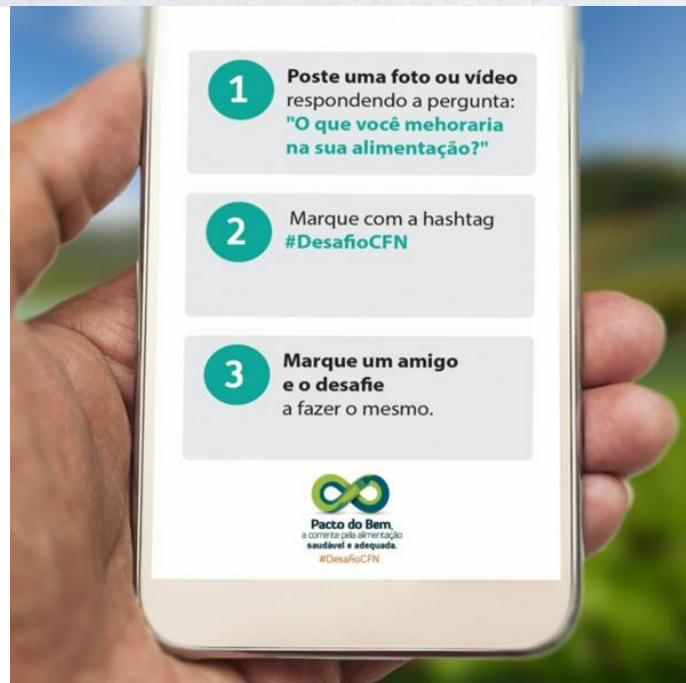 1
Poste uma foto ou vídeo
respondendo a pergunta:
"O que você mehoraria
na sua alimentação?"
2
Marque com a hashtag
#DesafioCFN
3
Marque um amigo
e o desafie
a fazer o mesmo.
Pacto do Bem,
a corrente pela alimentação
saudável e adequada.
#DesafioCFN